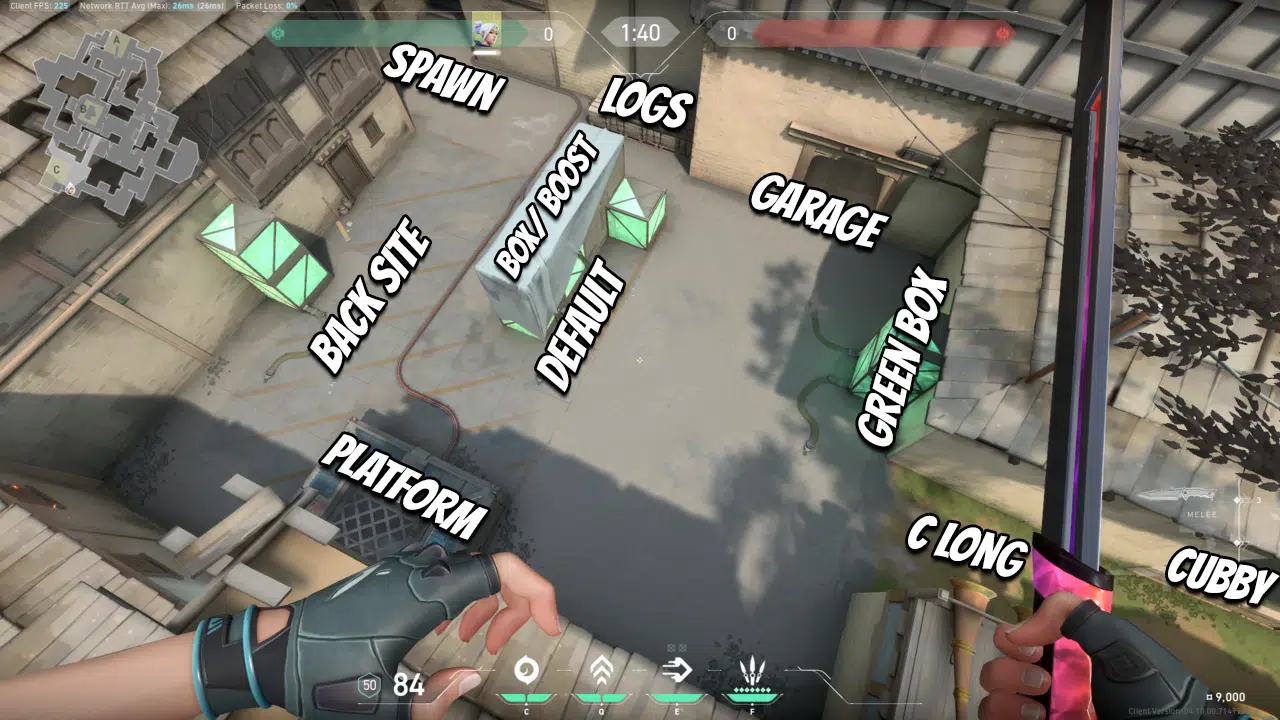 Client FPS: 225 Network RTT Avg (Max): 26ms (26ms) Packet Loss: 0%
0 1:40 0
A
B
C
SPAWN
LOGS
BOX/ BOOST
GARAGE
BACK SITE
DEFAULT
GREEN BOX
PLATFORM
C LONG
CUBBY
MELEE
50 84
C Q E F
¤ 9,000